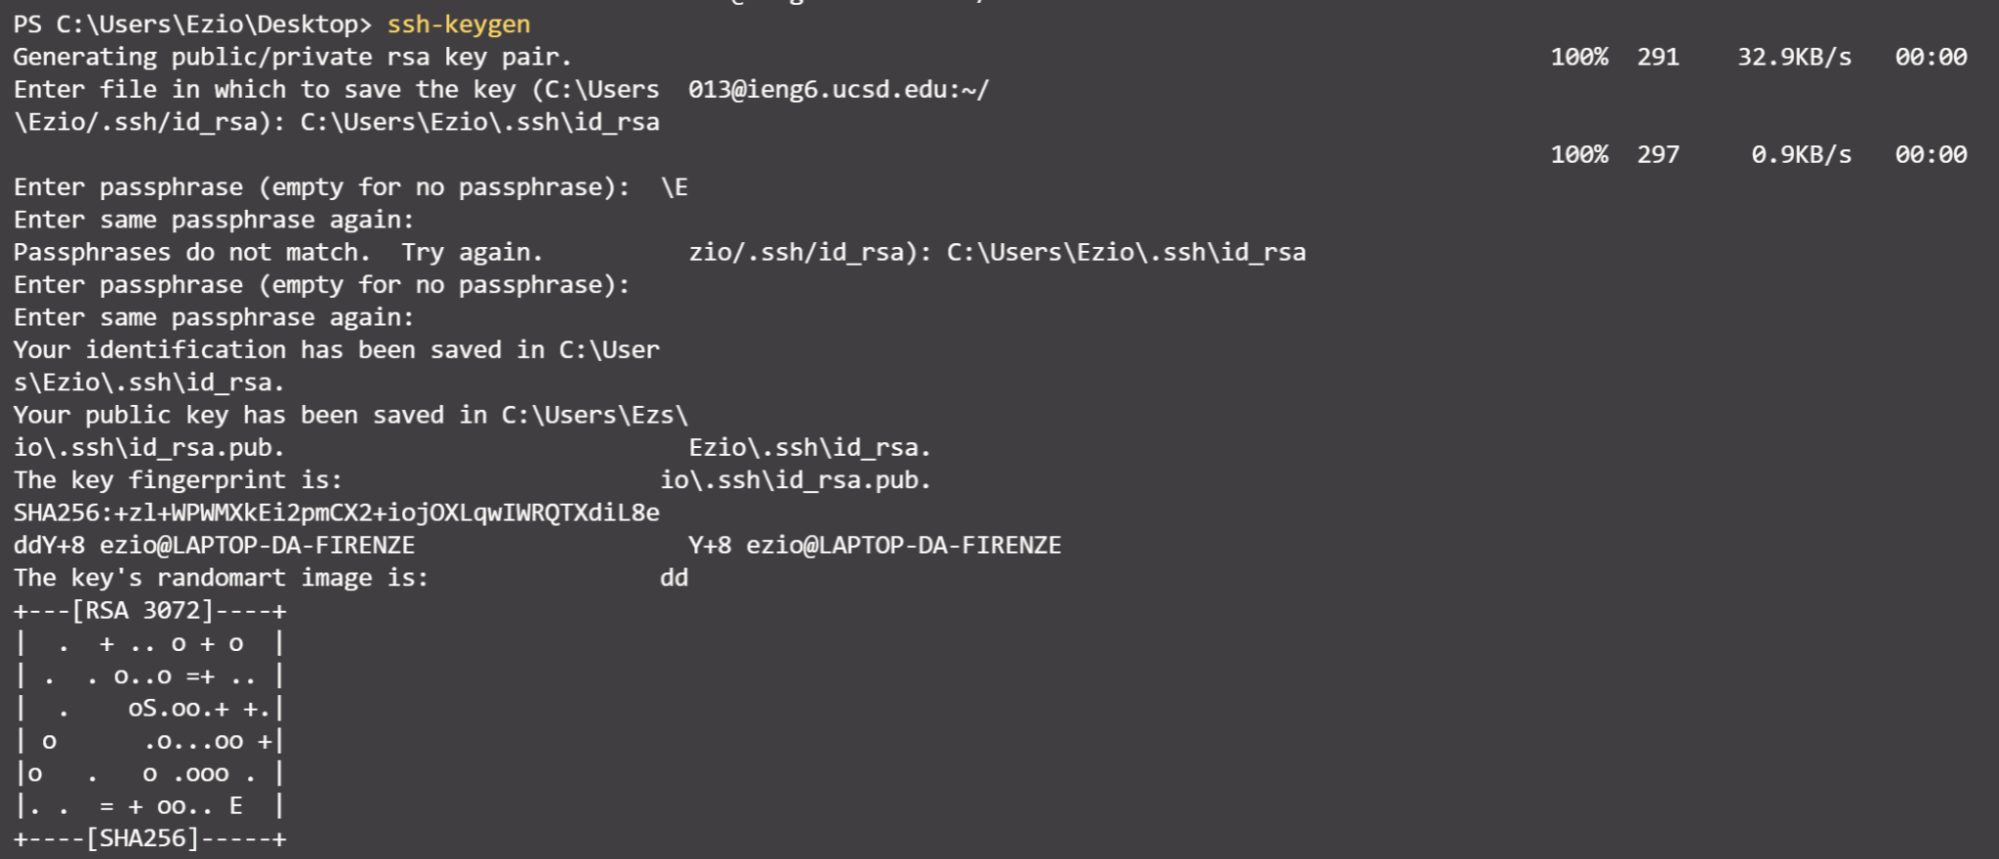 PS C:\Users\Ezio\Desktop> ssh-keygen
Generating public/private rsa key pair. 100% 291 32.9KB/s 00:00
Enter file in which to save the key (C:\Users 013@ieng6.ucsd.edu:~/
\Ezio/.ssh/id_rsa): C:\Users\Ezio\.ssh\id_rsa
100% 297 0.9KB/s 00:00
Enter passphrase (empty for no passphrase): \E
Enter same passphrase again:
Passphrases do not match. Try again. zio/.ssh/id_rsa): C:\Users\Ezio\.ssh\id_rsa
Enter passphrase (empty for no passphrase):
Enter same passphrase again:
Your identification has been saved in C:\User
s\Ezio\.ssh\id_rsa.
Your public key has been saved in C:\Users\Ezs\
io\.ssh\id_rsa.pub. Ezio\.ssh\id_rsa.
The key fingerprint is: io\.ssh\id_rsa.pub.
SHA256:+zl+WPWMXkEi2pmCX2+iojOXLqwIWRQTXdiL8e
ddY+8 ezio@LAPTOP-DA-FIRENZE Y+8 ezio@LAPTOP-DA-FIRENZE
The key's randomart image is: dd
+---[RSA 3072]----+
|  .  + .. o + o  |
| .  . o..o =+ .. |
|  .    oS.oo.+ +.|
| o      .o...oo +|
|o   .   o .ooo . |
|. .  = + oo.. E  |
+----[SHA256]-----+